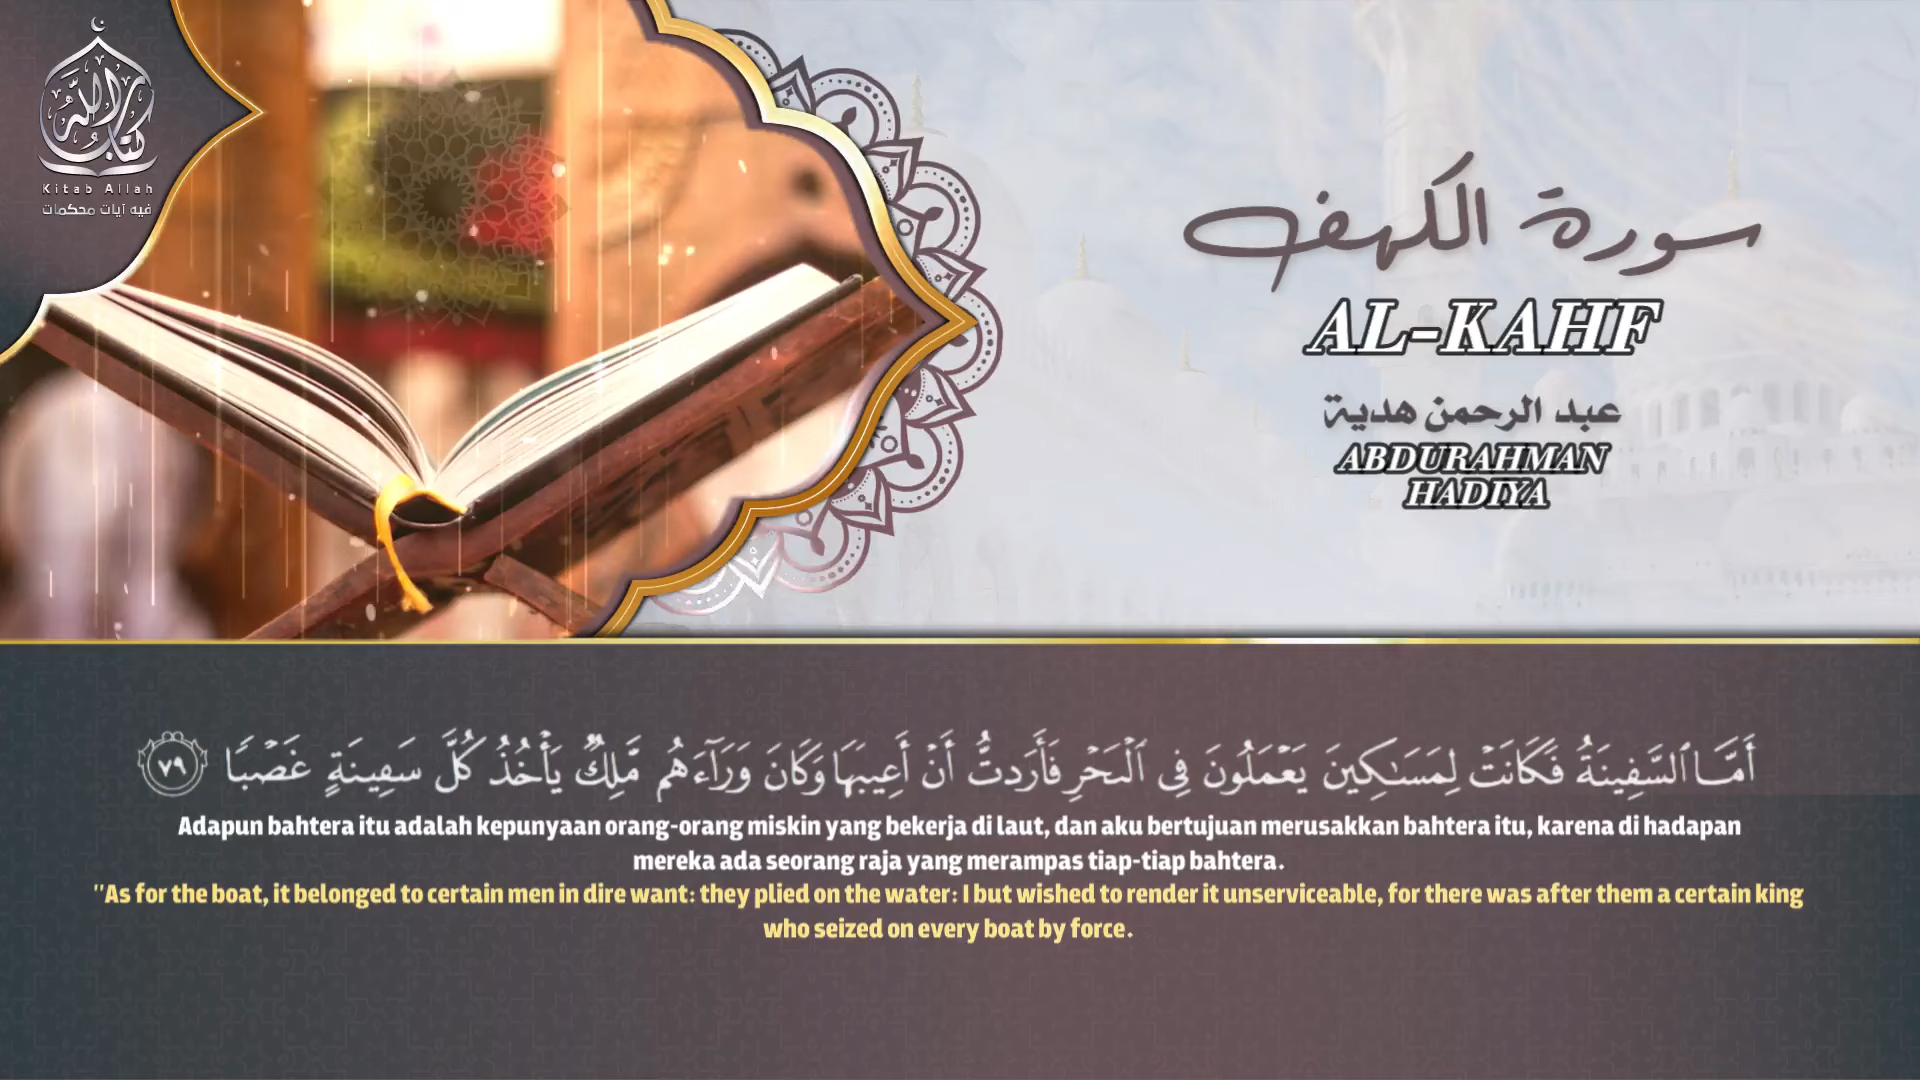 كتاب الله
Kitab Allah
فيه آيات محكمات
سورة الكهف
AL-KAHF
عبد الرحمن هدية
ABDURAHMAN
HADIYA
أَمَّا ٱلسَّفِينَةُ فَكَانَتْ لِمَسَـٰكِينَ يَعْمَلُونَ فِى ٱلْبَحْرِ فَأَرَدتُّ أَنْ أَعِيبَهَا وَكَانَ وَرَآءَهُم مَّلِكٌ يَأْخُذُ كُلَّ سَفِينَةٍ غَصْبًا ٧٩
Adapun bahtera itu adalah kepunyaan orang-orang miskin yang bekerja di laut, dan aku bertujuan merusakkan bahtera itu, karena di hadapan
mereka ada seorang raja yang merampas tiap-tiap bahtera.
"As for the boat, it belonged to certain men in dire want: they plied on the water: I but wished to render it unserviceable, for there was after them a certain king
who seized on every boat by force.